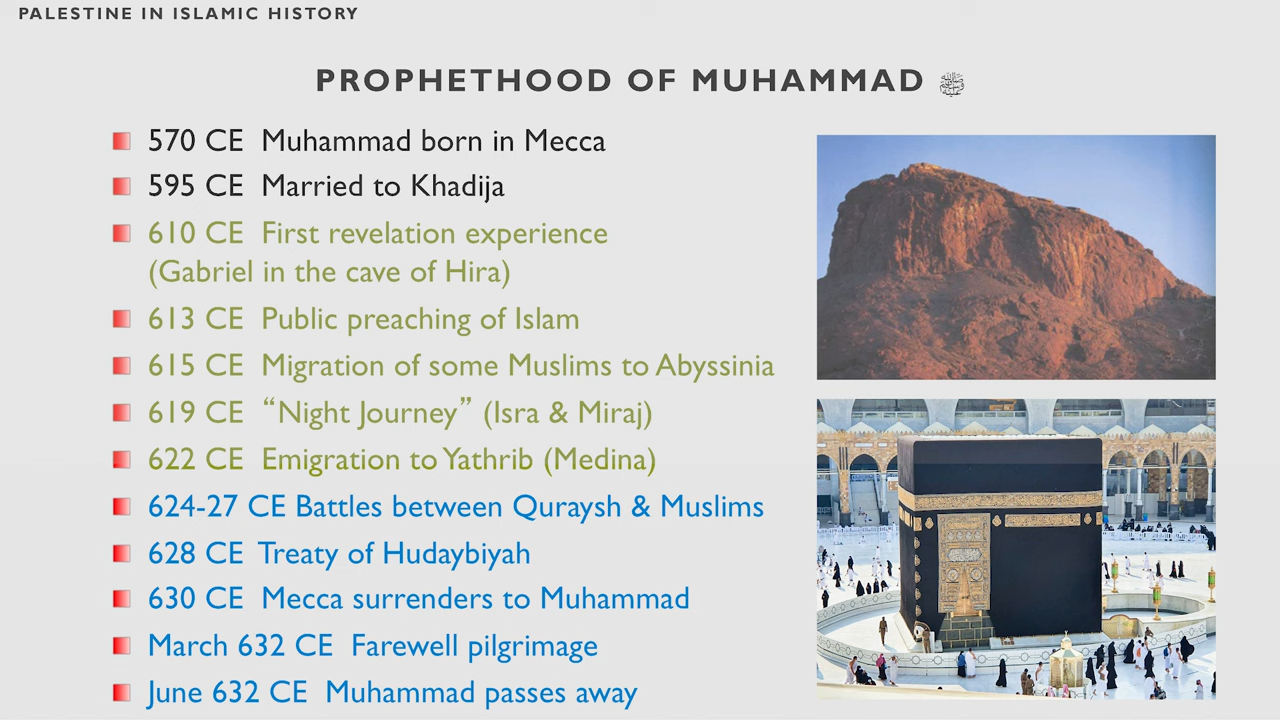 PALESTINE IN ISLAMIC HISTORY
PROPHETHOOD OF MUHAMMAD ﷺ
570 CE Muhammad born in Mecca
595 CE Married to Khadija
610 CE First revelation experience
(Gabriel in the cave of Hira)
613 CE Public preaching of Islam
615 CE Migration of some Muslims to Abyssinia
619 CE “Night Journey” (Isra & Miraj)
622 CE Emigration to Yathrib (Medina)
624-27 CE Battles between Quraysh & Muslims
628 CE Treaty of Hudaybiyah
630 CE Mecca surrenders to Muhammad
March 632 CE Farewell pilgrimage
June 632 CE Muhammad passes away